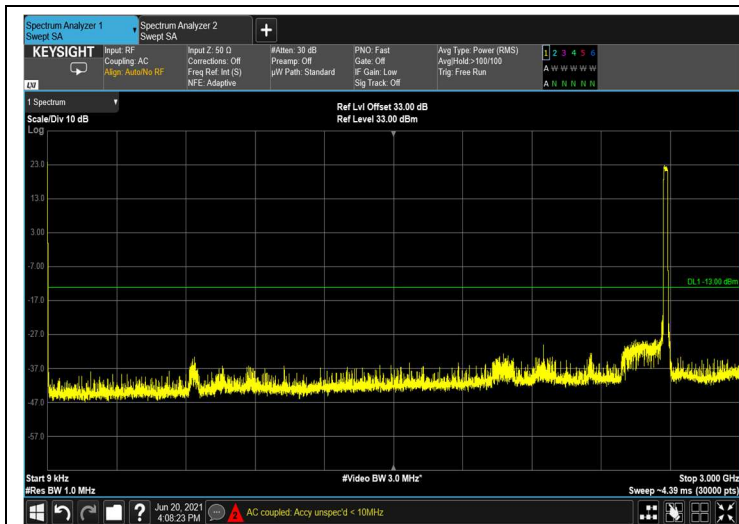 Spectrum Analyzer 1
Swept SA
Spectrum Analyzer 2
Swept SA
+
KEYSIGHT
LXI
Input: RF
Coupling: AC
Align: Auto/No RF
Input Z: 50 Ω
Corrections: Off
Freq Ref: Int (S)
NFE: Adaptive
#Atten: 30 dB
Preamp: Off
µW Path: Standard
PNO: Fast
Gate: Off
IF Gain: Low
Sig Track: Off
Avg Type: Power (RMS)
Avg|Hold:>100/100
Trig: Free Run
1 2 3 4 5 6
A W W W W W
A N N N N N
1 Spectrum
Scale/Div 10 dB
Log
Ref Lvl Offset 33.00 dB
Ref Level 33.00 dBm
23.0
13.0
3.00
-7.00
-17.0
-27.0
-37.0
-47.0
-57.0
DL1 -13.00 dBm
Start 9 kHz
#Res BW 1.0 MHz
#Video BW 3.0 MHz*
Stop 3.000 GHz
Sweep ~4.39 ms (30000 pts)
?
Jun 20, 2021
4:08:23 PM
AC coupled: Accy unspec'd < 10MHz